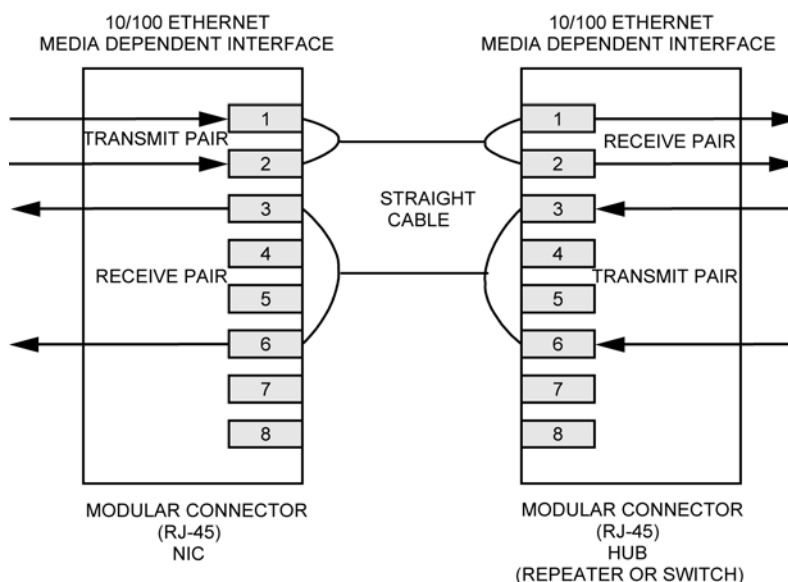 10/100 ETHERNET
MEDIA DEPENDENT INTERFACE
1
TRANSMIT PAIR
2
3
4
RECEIVE PAIR
5
6
7
8
MODULAR CONNECTOR
(RJ-45)
NIC
STRAIGHT
CABLE
10/100 ETHERNET
MEDIA DEPENDENT INTERFACE
1
RECEIVE PAIR
2
3
4
TRANSMIT PAIR
5
6
7
8
MODULAR CONNECTOR
(RJ-45)
HUB
(REPEATER OR SWITCH)